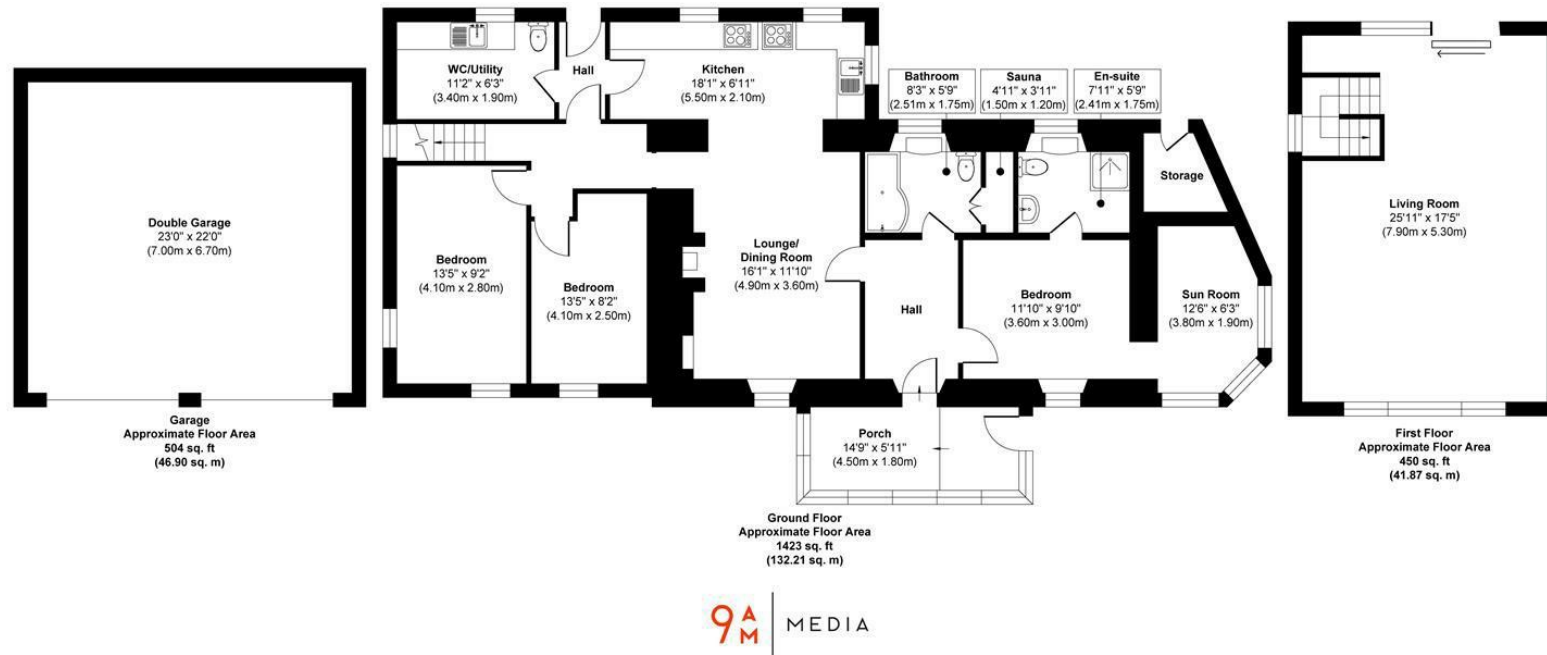 WC/Utility
11'2" x 6'3"
(3.40m x 1.90m)
Hall
Kitchen
18'1" x 6'11"
(5.50m x 2.10m)
Bathroom
8'3" x 5'9"
(2.51m x 1.75m)
Sauna
4'11" x 3'11"
(1.50m x 1.20m)
En-suite
7'11" x 5'9"
(2.41m x 1.75m)
Storage
Double Garage
23'0" x 22'0"
(7.00m x 6.70m)
Bedroom
13'5" x 9'2"
(4.10m x 2.80m)
Bedroom
13'5" x 8'2"
(4.10m x 2.50m)
Lounge/
Dining Room
16'1" x 11'10"
(4.90m x 3.60m)
Hall
Bedroom
11'10" x 9'10"
(3.60m x 3.00m)
Sun Room
12'6" x 6'3"
(3.80m x 1.90m)
Living Room
25'11" x 17'5"
(7.90m x 5.30m)
Garage
Approximate Floor Area
504 sq. ft
(46.90 sq. m)
Porch
14'9" x 5'11"
(4.50m x 1.80m)
First Floor
Approximate Floor Area
450 sq. ft
(41.87 sq. m)
Ground Floor
Approximate Floor Area
1423 sq. ft
(132.21 sq. m)
9AM MEDIA